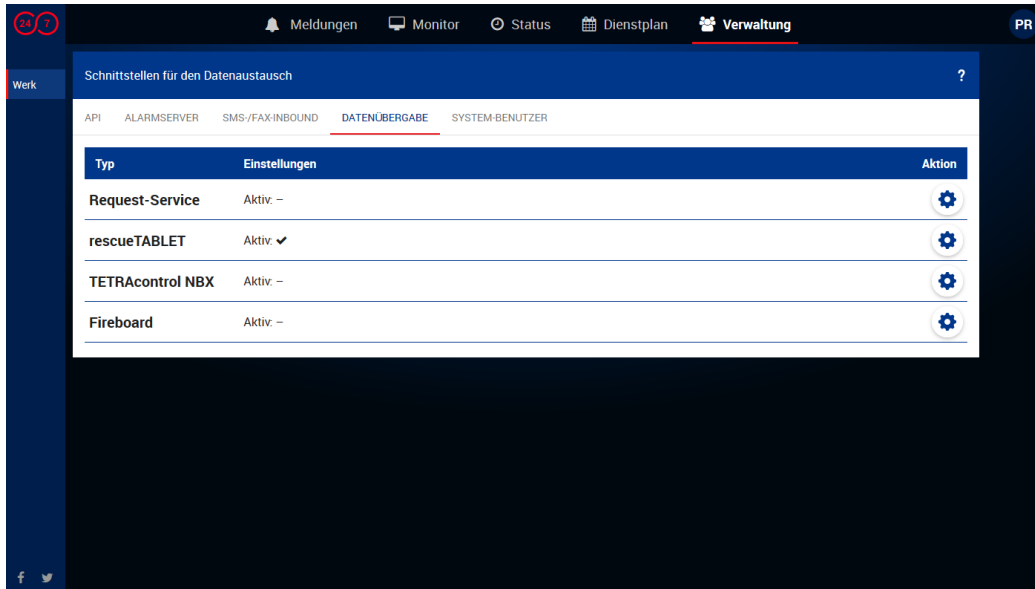 24 7 Meldungen Monitor Status Dienstplan Verwaltung PR
Werk
Schnittstellen für den Datenaustausch ?
API ALARMSERVER SMS-/FAX-INBOUND DATENÜBERGABE SYSTEM-BENUTZER
Typ Einstellungen Aktion
Request-Service Aktiv: –
rescueTABLET Aktiv: ✔
TETRAcontrol NBX Aktiv: –
Fireboard Aktiv: –